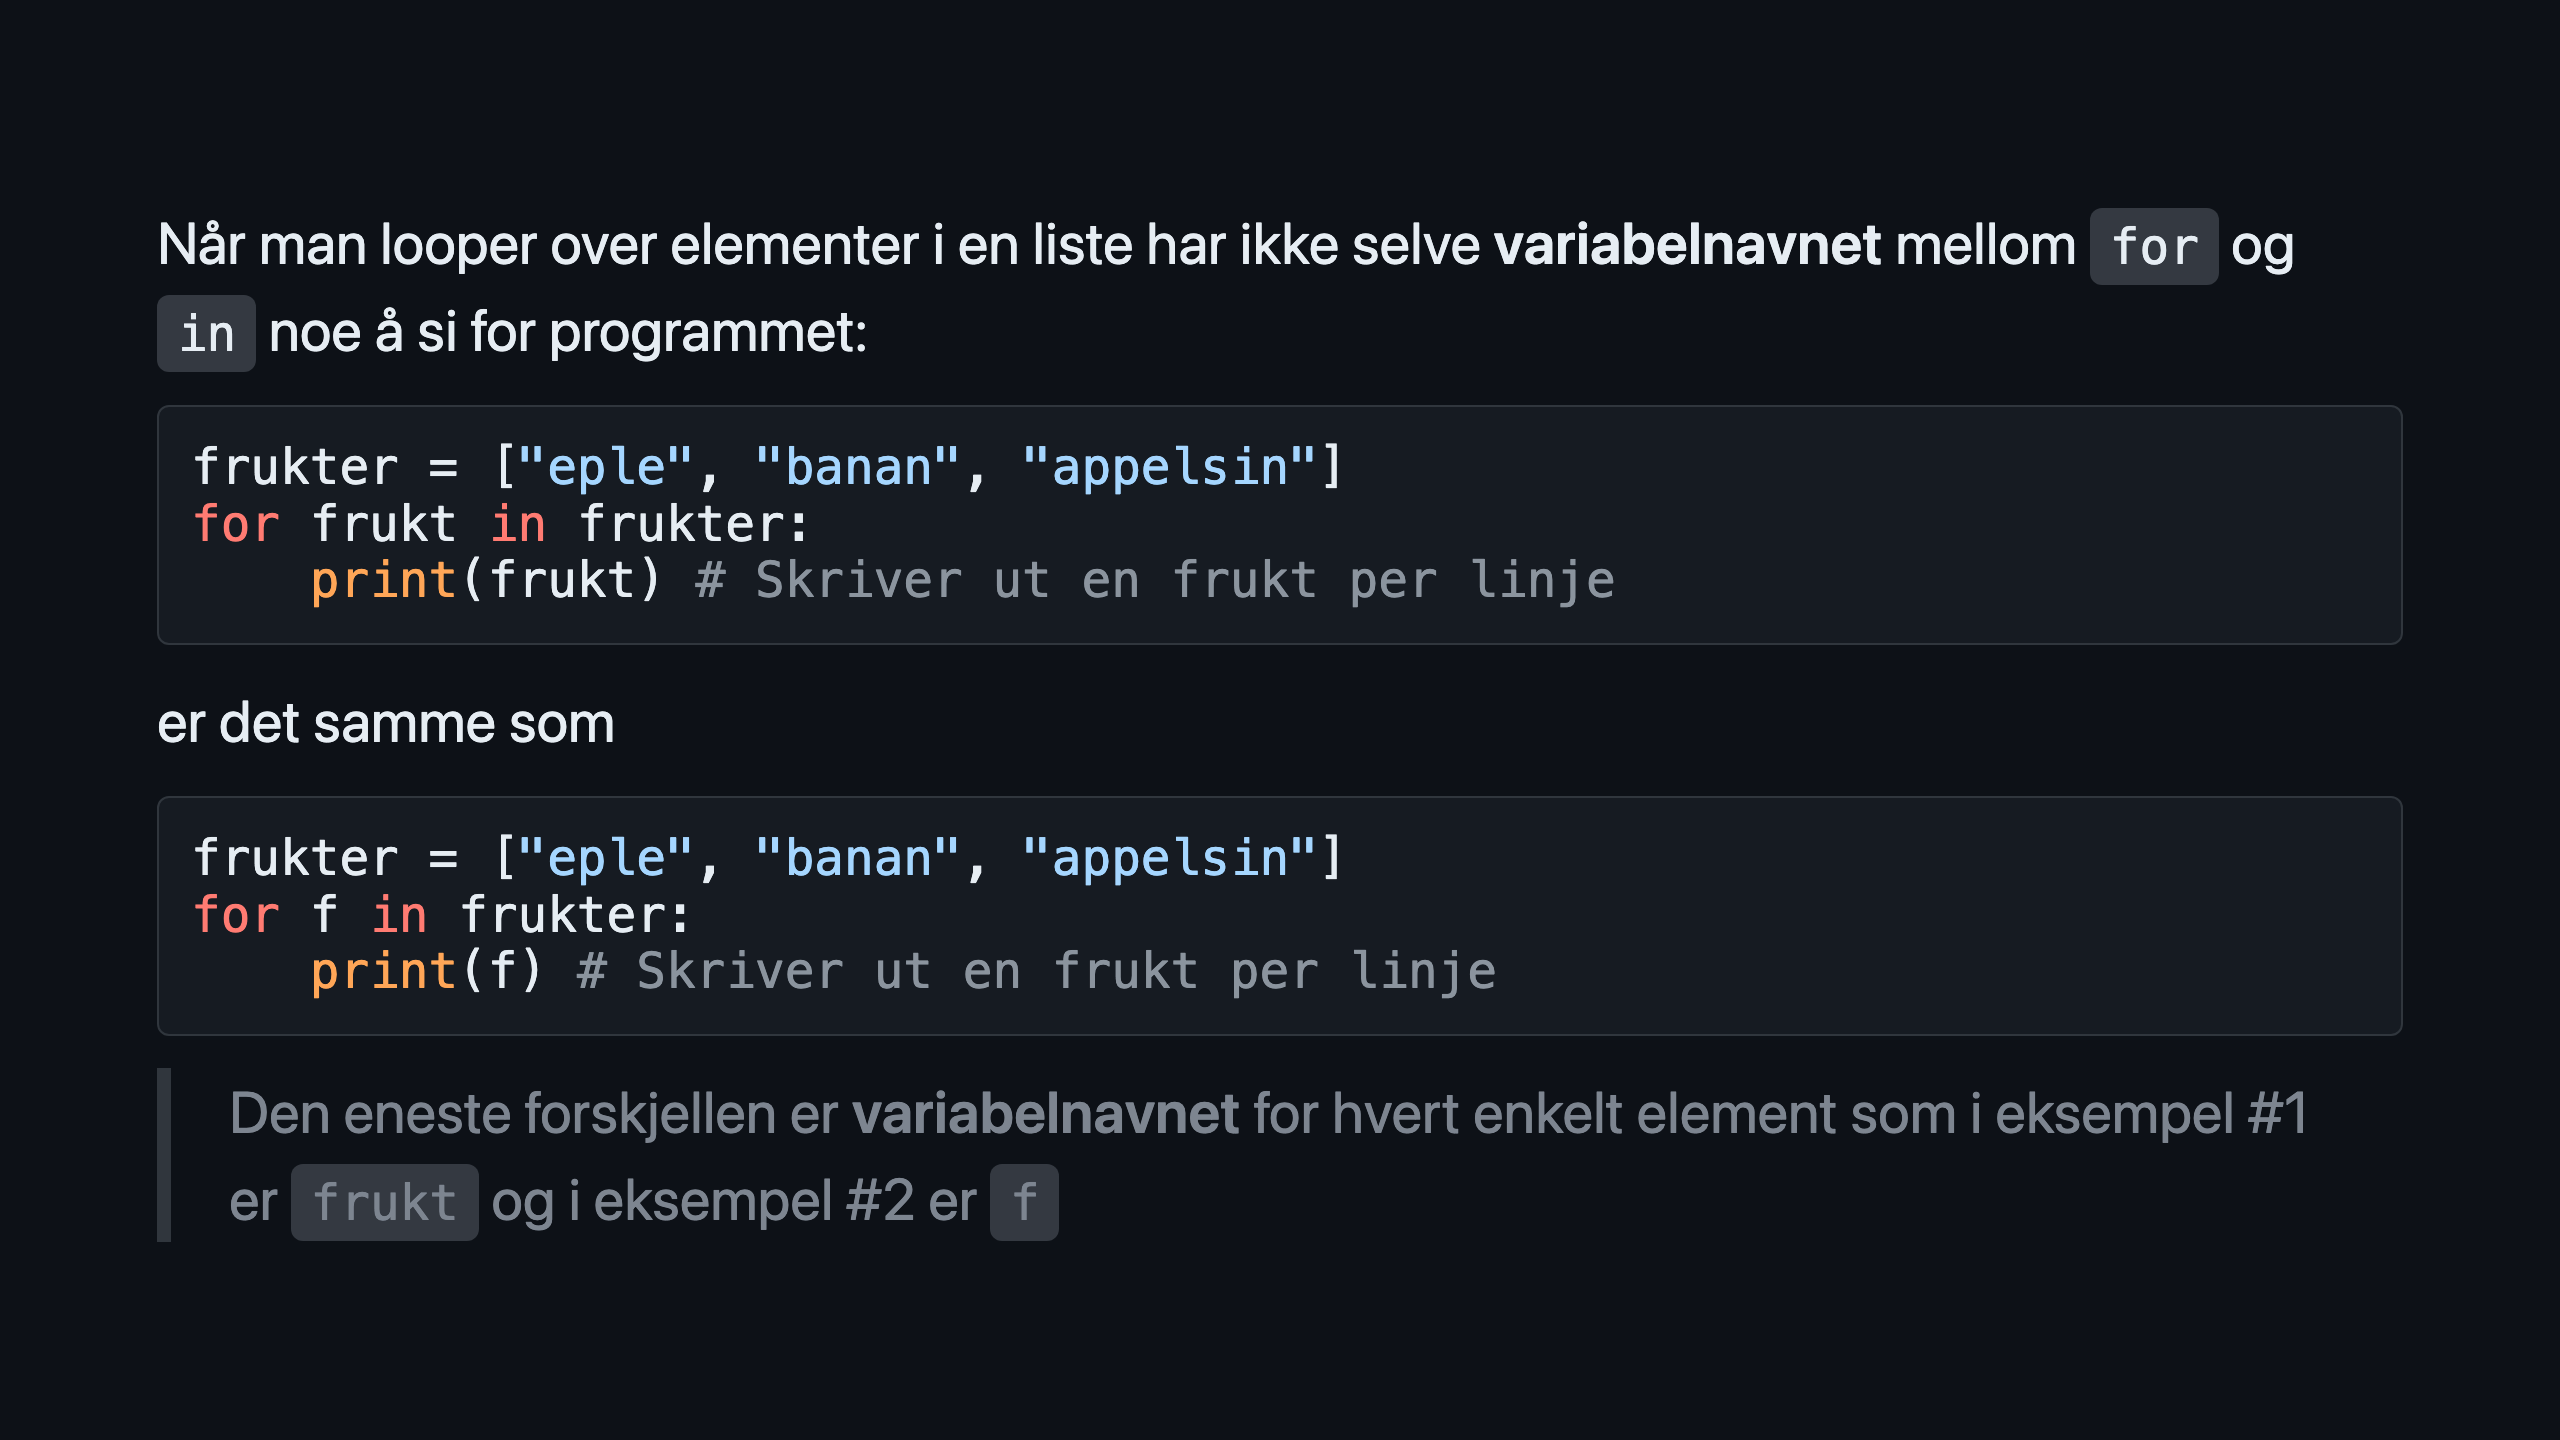 Når man looper over elementer i en liste har ikke selve variabelnavnet mellom for og
in noe å si for programmet:
frukter = ["eple", "banan", "appelsin"]
for frukt in frukter:
    print(frukt) # Skriver ut en frukt per linje
er det samme som
frukter = ["eple", "banan", "appelsin"]
for f in frukter:
    print(f) # Skriver ut en frukt per linje
Den eneste forskjellen er variabelnavnet for hvert enkelt element som i eksempel #1
er frukt og i eksempel #2 er f